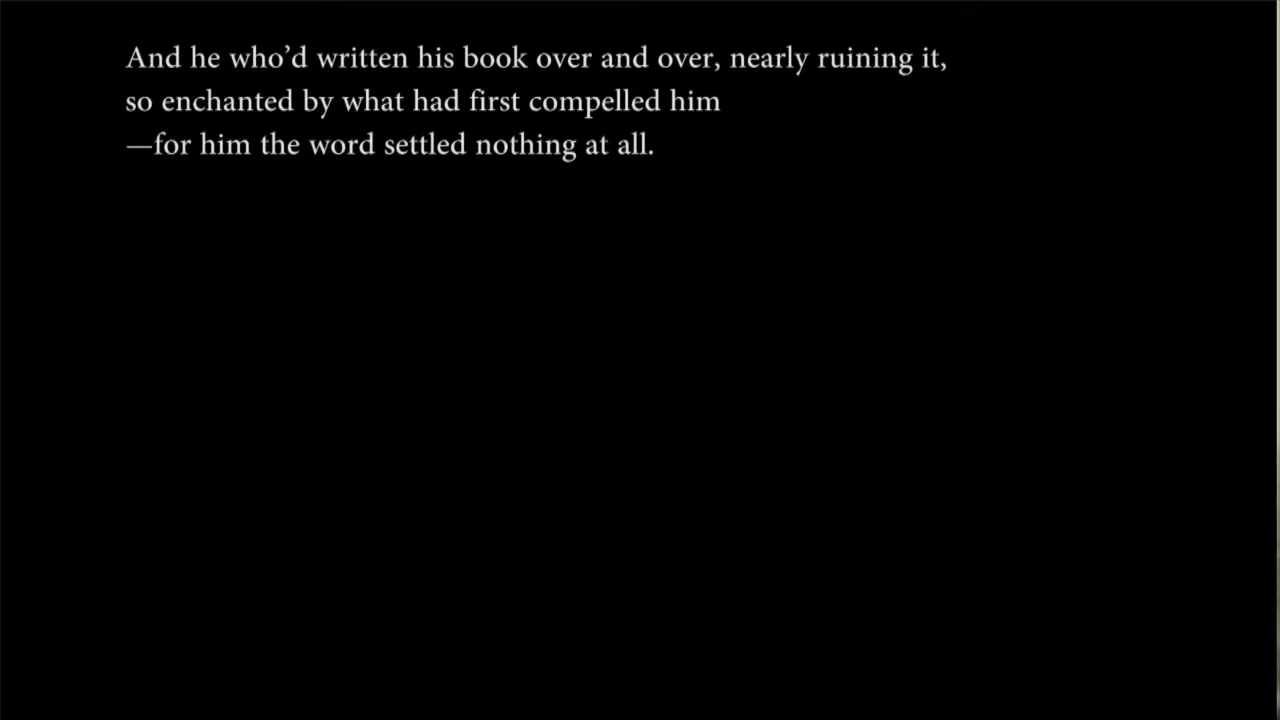 And he who’d written his book over and over, nearly ruining it,
so enchanted by what had first compelled him
—for him the word settled nothing at all.